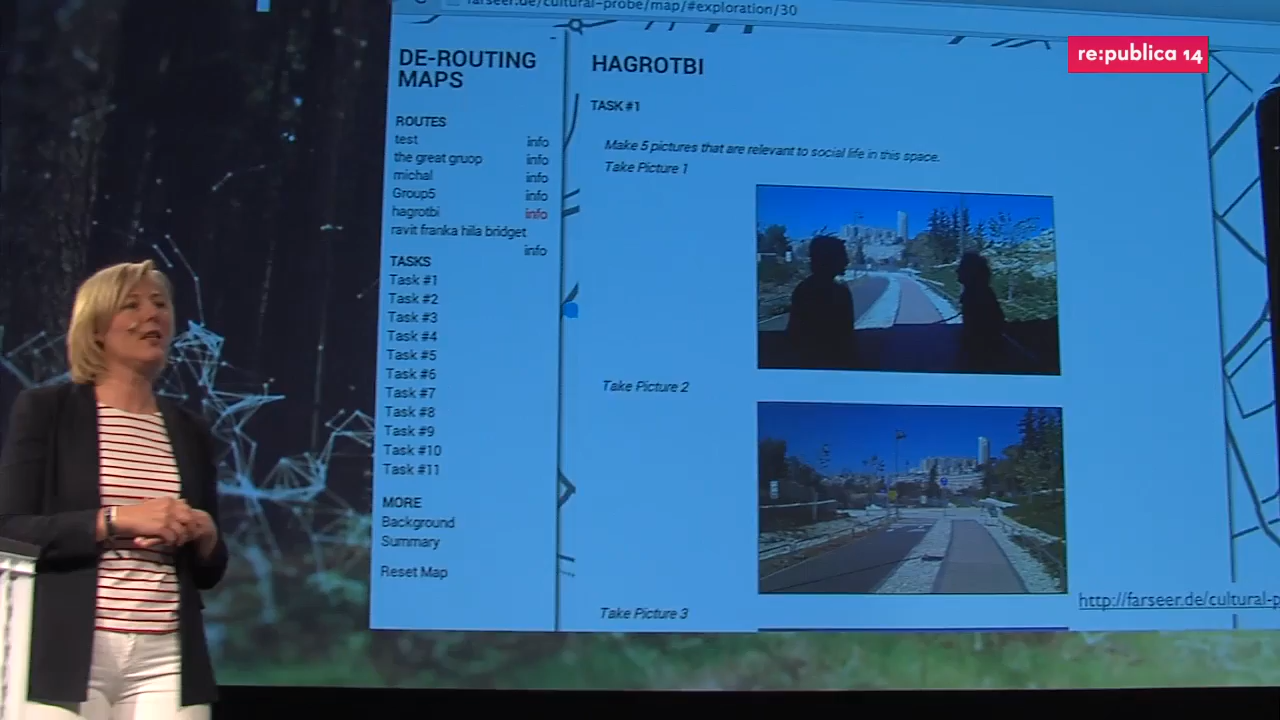 farseer.de/cultural-probe/map/#exploration/30
re:publica 14
DE-ROUTING
MAPS
ROUTES
test info
the great gruop info
michal info
Group5 info
hagrotbi info
ravit franka hila bridget
info
TASKS
Task #1
Task #2
Task #3
Task #4
Task #5
Task #6
Task #7
Task #8
Task #9
Task #10
Task #11
MORE
Background
Summary
Reset Map
HAGROTBI
TASK #1
Make 5 pictures that are relevant to social life in this space.
Take Picture 1
Take Picture 2
Take Picture 3
http://farseer.de/cultural-p